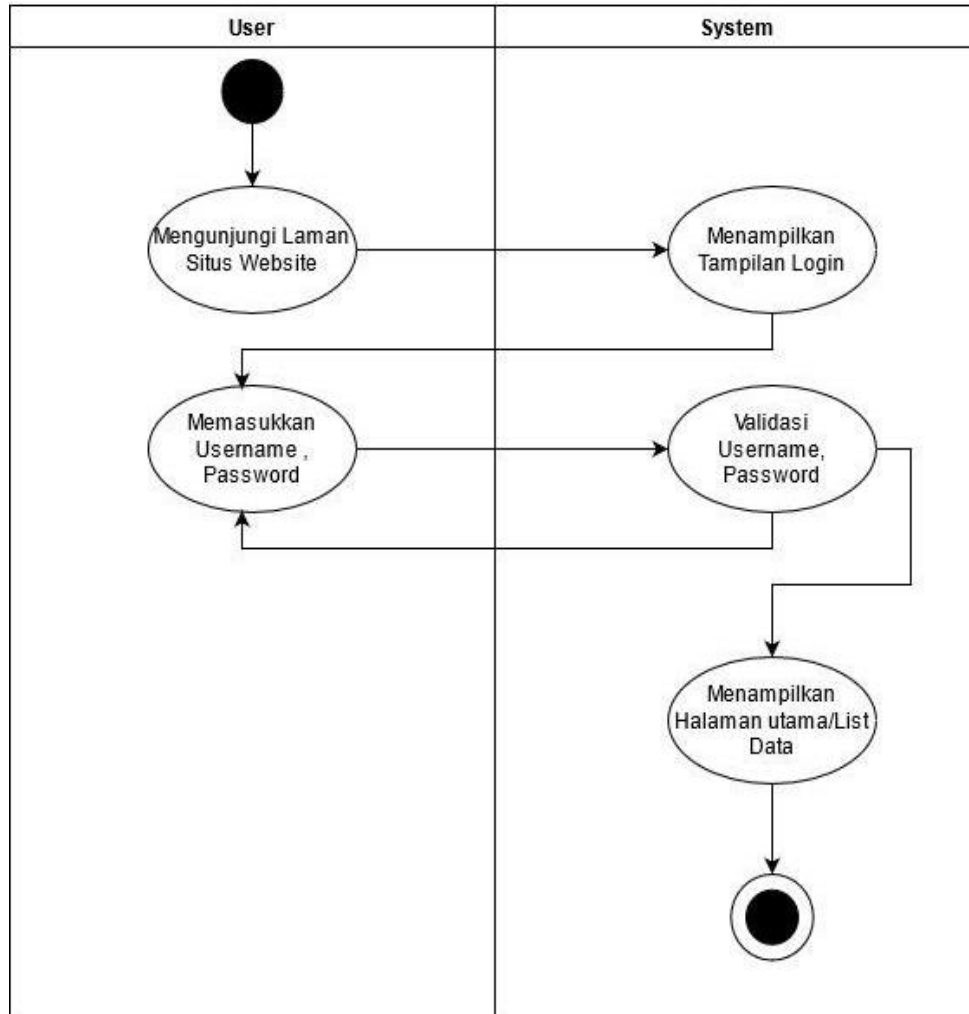 User
System
Mengunjungi Laman
Situs Website
Menampilkan
Tampilan Login
Memasukkan
Username ,
Password
Validasi
Username,
Password
Menampilkan
Halaman utama/List
Data